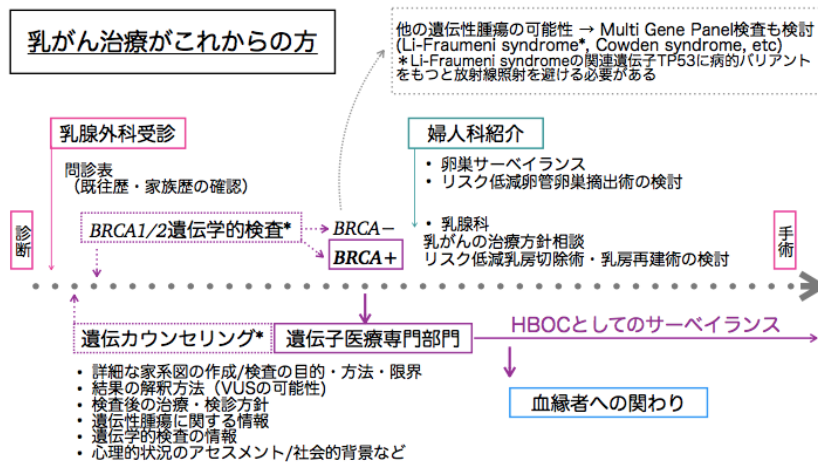 乳がん治療がこれからの方
他の遺伝性腫瘍の可能性 → Multi Gene Panel検査も検討
(Li-Fraumeni syndrome*, Cowden syndrome, etc)
*Li-Fraumeni syndromeの関連遺伝子TP53に病的バリアント
をもつと放射線照射を避ける必要がある
乳腺外科受診
問診表
（既往歴・家族歴の確認）
婦人科紹介
• 卵巣サーベイランス
• リスク低減卵管卵巣摘出術の検討
診断
BRCA1/2遺伝学的検査*
BRCA−
BRCA+
• 乳腺科
乳がんの治療方針相談
リスク低減乳房切除術・乳房再建術の検討
手術
遺伝カウンセリング*
遺伝子医療専門部門
HBOCとしてのサーベイランス
• 詳細な家系図の作成/検査の目的・方法・限界
• 結果の解釈方法（VUSの可能性)
• 検査後の治療・検診方針
• 遺伝性腫瘍に関する情報
• 遺伝学的検査の情報
• 心理的状況のアセスメント/社会的背景など
血縁者への関わり